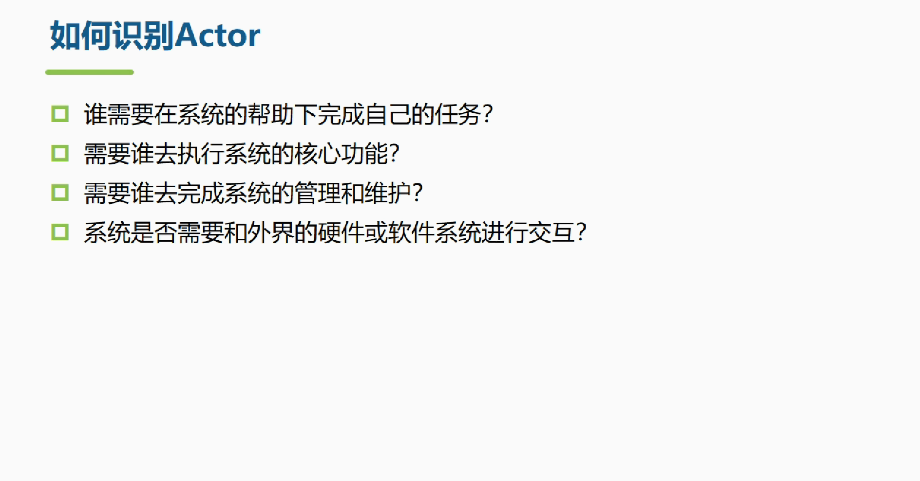 如何识别Actor
谁需要在系统的帮助下完成自己的任务？
需要谁去执行系统的核心功能？
需要谁去完成系统的管理和维护？
系统是否需要和外界的硬件或软件系统进行交互？